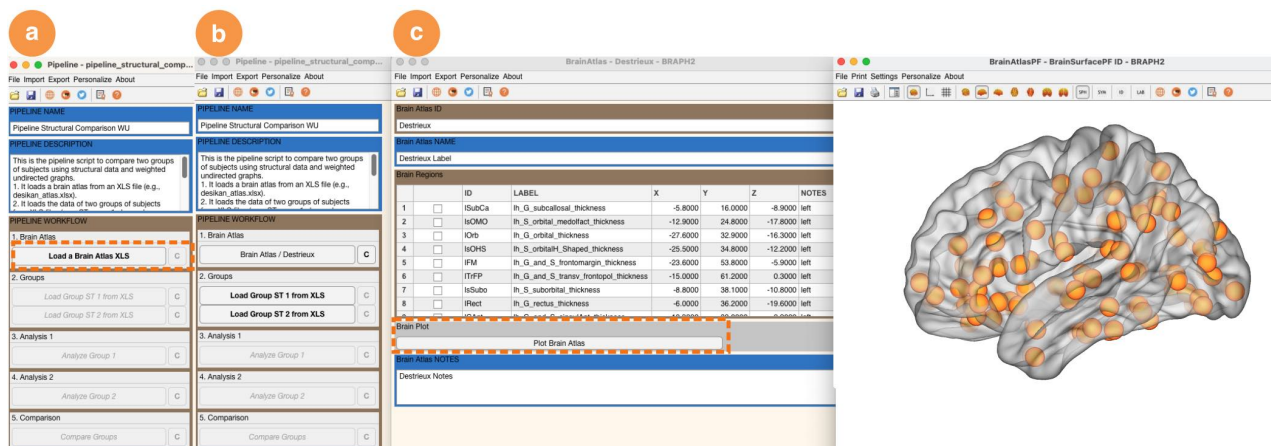 a
Pipeline - pipeline_structural_comp...
File Import Export Personalize About
PIPELINE NAME
Pipeline Structural Comparison WU
PIPELINE DESCRIPTION
This is the pipeline script to compare two groups
of subjects using structural data and weighted
undirected graphs.
1. It loads a brain atlas from an XLS file (e.g.,
desikan_atlas.xlsx).
2. It loads the data of two groups of subjects
PIPELINE WORKFLOW
1. Brain Atlas
Load a Brain Atlas XLS C
2. Groups
Load Group ST 1 from XLS C
Load Group ST 2 from XLS C
3. Analysis 1
Analyze Group 1 C
4. Analysis 2
Analyze Group 2 C
5. Comparison
Compare Groups C
b
Pipeline - pipeline_structural_comp...
File Import Export Personalize About
PIPELINE NAME
Pipeline Structural Comparison WU
PIPELINE DESCRIPTION
This is the pipeline script to compare two groups
of subjects using structural data and weighted
undirected graphs.
1. It loads a brain atlas from an XLS file (e.g.,
desikan_atlas.xlsx).
2. It loads the data of two groups of subjects
PIPELINE WORKFLOW
1. Brain Atlas
Brain Atlas / Destrieux C
2. Groups
Load Group ST 1 from XLS C
Load Group ST 2 from XLS C
3. Analysis 1
Analyze Group 1 C
4. Analysis 2
Analyze Group 2 C
5. Comparison
Compare Groups C
c
BrainAtlas - Destrieux - BRAPH2
File Import Export Personalize About
Brain Atlas ID
Destrieux
Brain Atlas NAME
Destrieux Label
Brain Regions
ID LABEL X Y Z NOTES
1 lSubCa lh_G_subcallosal_thickness -5.8000 16.0000 -8.9000 left
2 lsOMO lh_S_orbital_medolfact_thickness -12.9000 24.8000 -17.8000 left
3 lOrb lh_G_orbital_thickness -27.6000 32.9000 -16.3000 left
4 lsOHS lh_S_orbitalH_Shaped_thickness -25.5000 34.8000 -12.2000 left
5 lFM lh_G_and_S_frontomargin_thickness -23.6000 53.8000 -5.9000 left
6 lTrFP lh_G_and_S_transv_frontopol_thickness -15.0000 61.2000 0.3000 left
7 lsSubo lh_S_suborbital_thickness -8.8000 38.1000 -10.8000 left
8 lRect lh_G_rectus_thickness -6.0000 36.2000 -19.6000 left
Brain Plot
Plot Brain Atlas
Brain Atlas NOTES
Destrieux Notes
BrainAtlasPF - BrainSurfacePF ID - BRAPH2
File Print Settings Personalize About
SPH SYM ID LAB